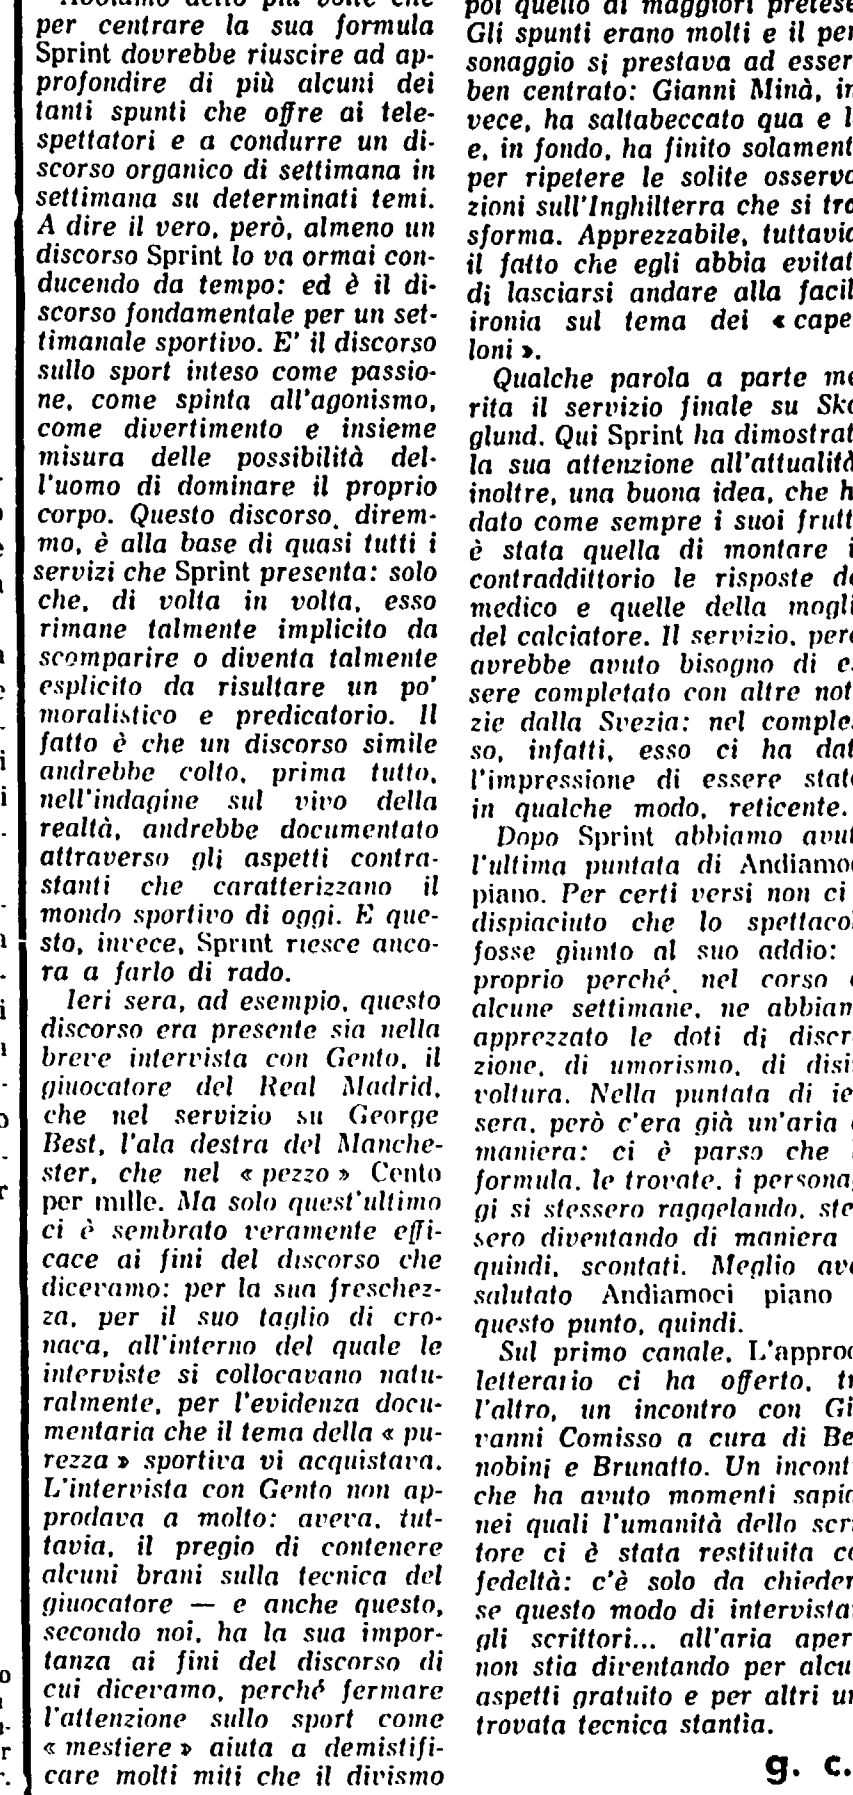 per centrare la sua formula
Sprint dovrebbe riuscire ad ap-
profondire di più alcuni dei
tanti spunti che offre ai tele-
spettatori e a condurre un di-
scorso organico di settimana in
settimana su determinati temi.
A dire il vero, però, almeno un
discorso Sprint lo va ormai con-
ducendo da tempo: ed è il di-
scorso fondamentale per un set-
timanale sportivo. E' il discorso
sullo sport inteso come passio-
ne, come spinta all'agonismo,
come divertimento e insieme
misura delle possibilità del-
l'uomo di dominare il proprio
corpo. Questo discorso, direm-
mo, è alla base di quasi tutti i
servizi che Sprint presenta: solo
che, di volta in volta, esso
rimane talmente implicito da
scomparire o diventa talmente
esplicito da risultare un po'
moralistico e predicatorio. Il
fatto è che un discorso simile
andrebbe colto, prima tutto,
nell'indagine sul vivo della
realtà, andrebbe documentato
attraverso gli aspetti contra-
stanti che caratterizzano il
mondo sportivo di oggi. E que-
sto, invece, Sprint riesce anco-
ra a farlo di rado.
Ieri sera, ad esempio, questo
discorso era presente sia nella
breve intervista con Gento, il
giuocatore del Real Madrid,
che nel servizio su George
Best, l'ala destra del Manche-
ster, che nel « pezzo » Cento
per mille. Ma solo quest'ultimo
ci è sembrato veramente effi-
cace ai fini del discorso che
dicevamo: per la sua freschez-
za, per il suo taglio di cro-
naca, all'interno del quale le
interviste si collocavano natu-
ralmente, per l'evidenza docu-
mentaria che il tema della « pu-
rezza » sportiva vi acquistava.
L'intervista con Gento non ap-
prodava a molto: aveva, tut-
tavia, il pregio di contenere
alcuni brani sulla tecnica del
giuocatore — e anche questo,
secondo noi, ha la sua impor-
tanza ai fini del discorso di
cui dicevamo, perché fermare
l'attenzione sullo sport come
« mestiere » aiuta a demistifi-
care molti miti che il divismo
poi quello di maggiori pretese
Gli spunti erano molti e il per
sonaggio si prestava ad esser
ben centrato: Gianni Minà, in
vece, ha saltabeccato qua e l
e, in fondo, ha finito solament
per ripetere le solite osserva
zioni sull'Inghilterra che si tra
sforma. Apprezzabile, tuttavia
il fatto che egli abbia evitat
di lasciarsi andare alla facil
ironia sul tema dei « cape
loni ».
Qualche parola a parte me
rita il servizio finale su Sko
glund. Qui Sprint ha dimostrat
la sua attenzione all'attualità
inoltre, una buona idea, che h
dato come sempre i suoi frutt
è stata quella di montare i
contraddittorio le risposte de
medico e quelle della mogli
del calciatore. Il servizio, però
avrebbe avuto bisogno di e
sere completato con altre not
zie dalla Svezia: nel comples
so, infatti, esso ci ha dat
l'impressione di essere stat
in qualche modo, reticente.
Dopo Sprint abbiamo avut
l'ultima puntata di Andiamoc
piano. Per certi versi non ci
dispiaciuto che lo spettacol
fosse giunto al suo addio:
proprio perché, nel corso d
alcune settimane, ne abbiam
apprezzato le doti di discr
zione, di umorismo, di disi
voltura. Nella puntata di ie
sera, però c'era già un'aria d
maniera: ci è parso che l
formula, le trovate, i personag
gi si stessero raggelando, stes
sero diventando di maniera
quindi, scontati. Meglio ave
salutato Andiamoci piano
questo punto, quindi.
Sul primo canale, L'approd
letterario ci ha offerto, tr
l'altro, un incontro con Gi
vanni Comisso a cura di Be
nobini e Brunatto. Un incont
che ha avuto momenti sapid
nei quali l'umanità dello scri
tore ci è stata restituita co
fedeltà: c'è solo da chieder
se questo modo di intervista
gli scrittori... all'aria aper
non stia diventando per alcu
aspetti gratuito e per altri un
trovata tecnica stantia.
g. c.